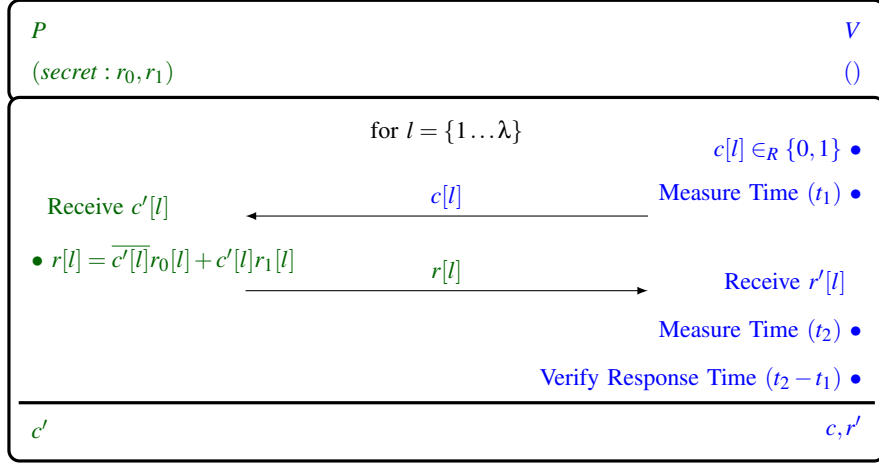 P V
(secret : r₀, r₁) ()
for l = {1 … λ}
c[l] ∈_R {0, 1} •
Receive c′[l] c[l] Measure Time (t₁) •
• r[l] = \overline{c′[l]}r₀[l] + c′[l]r₁[l] r[l] Receive r′[l]
Measure Time (t₂) •
Verify Response Time (t₂ − t₁) •
c′ c, r′